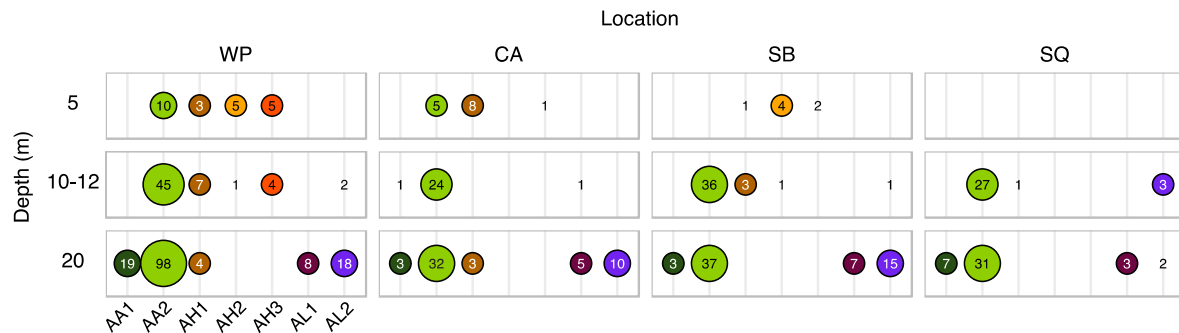 Location
WP CA SB SQ
Depth (m)
5 10 3 5 5 5 8 1 1 4 2
10-12 45 7 1 4 2 1 24 1 36 3 1 1 27 1 3
20 19 98 4 8 18 3 32 3 5 10 3 37 7 15 7 31 3 2
AA1 AA2 AH1 AH2 AH3 AL1 AL2